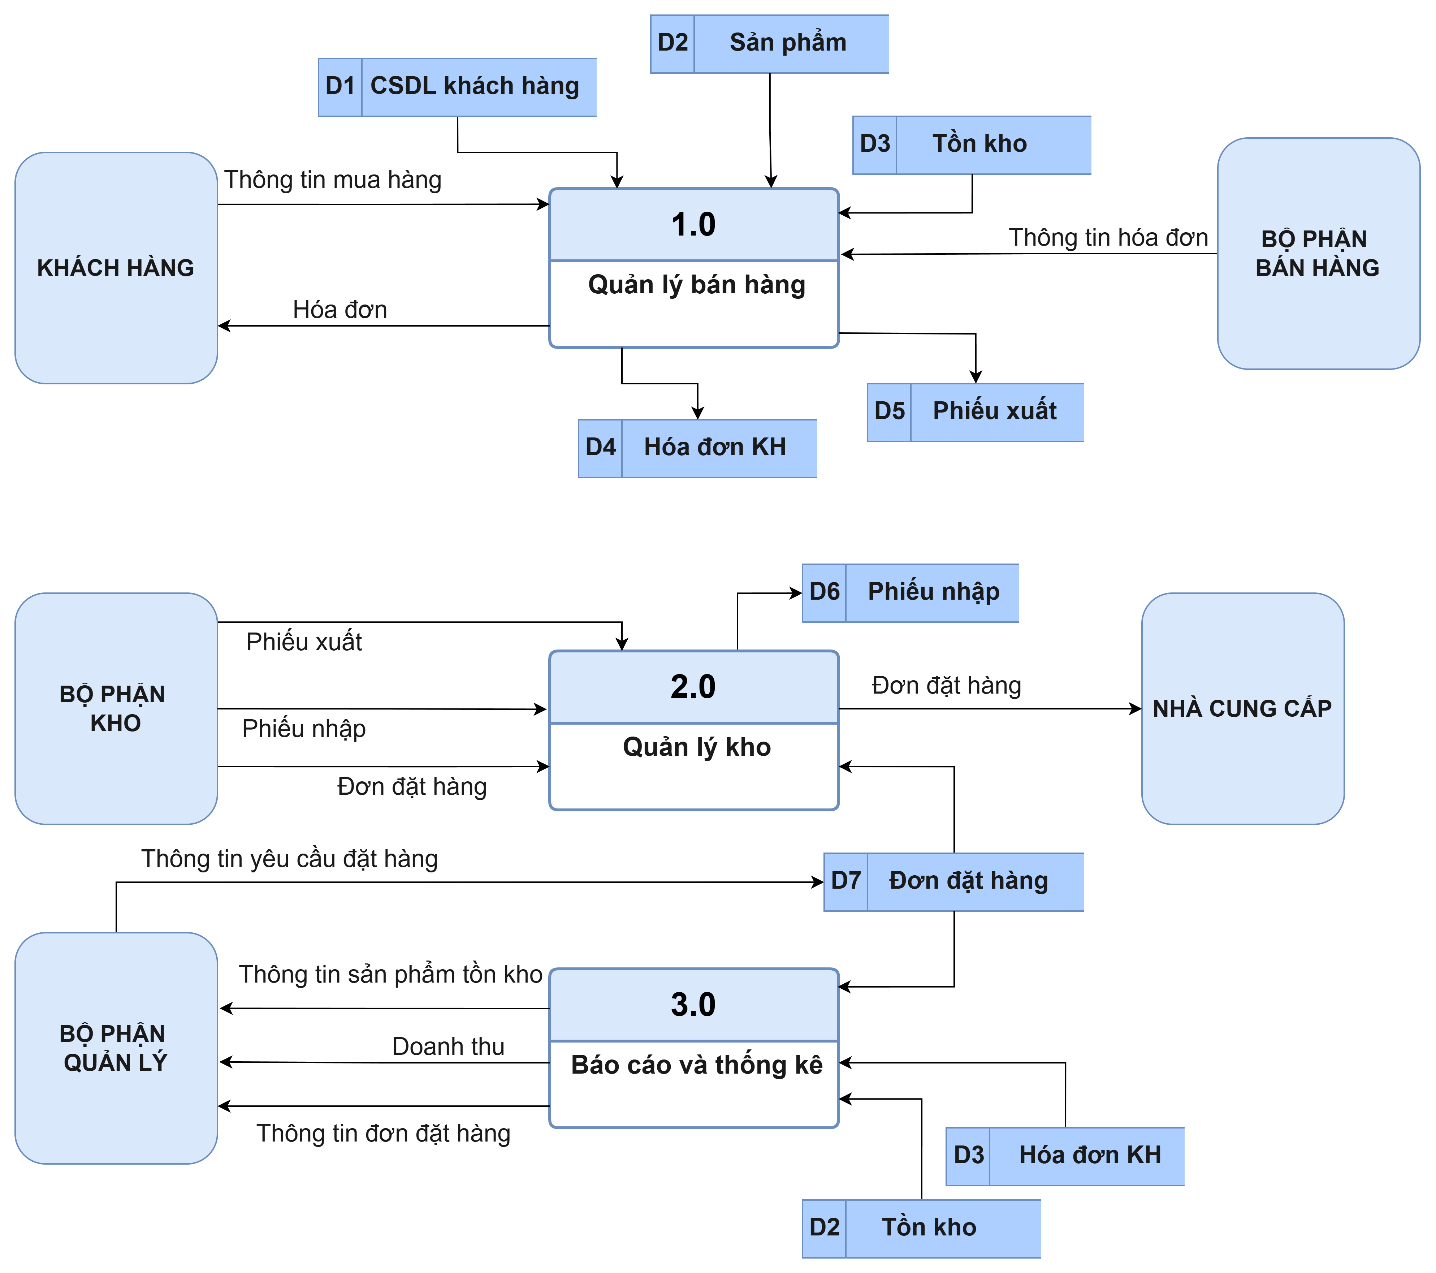 D2 Sản phẩm
D1 CSDL khách hàng
D3 Tồn kho
Thông tin mua hàng
1.0
Thông tin hóa đơn
BỘ PHẬN
BÁN HÀNG
KHÁCH HÀNG
Quản lý bán hàng
Hóa đơn
D5 Phiếu xuất
D4 Hóa đơn KH
D6 Phiếu nhập
Phiếu xuất
2.0
Đơn đặt hàng
BỘ PHẬN
KHO
NHÀ CUNG CẤP
Phiếu nhập
Quản lý kho
Đơn đặt hàng
Thông tin yêu cầu đặt hàng
D7 Đơn đặt hàng
Thông tin sản phẩm tồn kho
3.0
BỘ PHẬN
QUẢN LÝ
Doanh thu
Báo cáo và thống kê
Thông tin đơn đặt hàng
D3 Hóa đơn KH
D2 Tồn kho